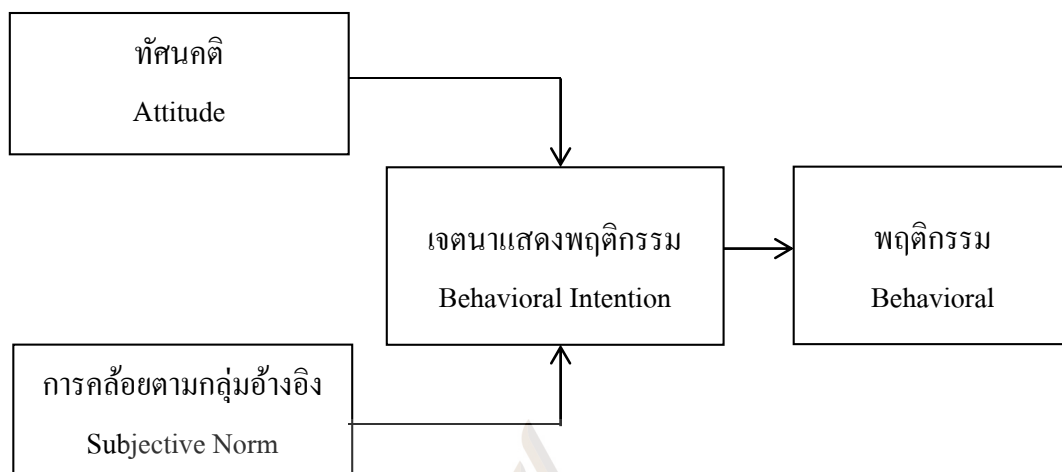 ทัศนคติ
Attitude
เจตนาแสดงพฤติกรรม
Behavioral Intention
พฤติกรรม
Behavioral
การคล้อยตามกลุ่มอ้างอิง
Subjective Norm